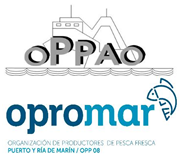 OPPAO
opromar
ORGANIZACIÓN DE PRODUCTORES DE PESCA FRESCA
PUERTO Y RÍA DE MARÍN / OPP 08